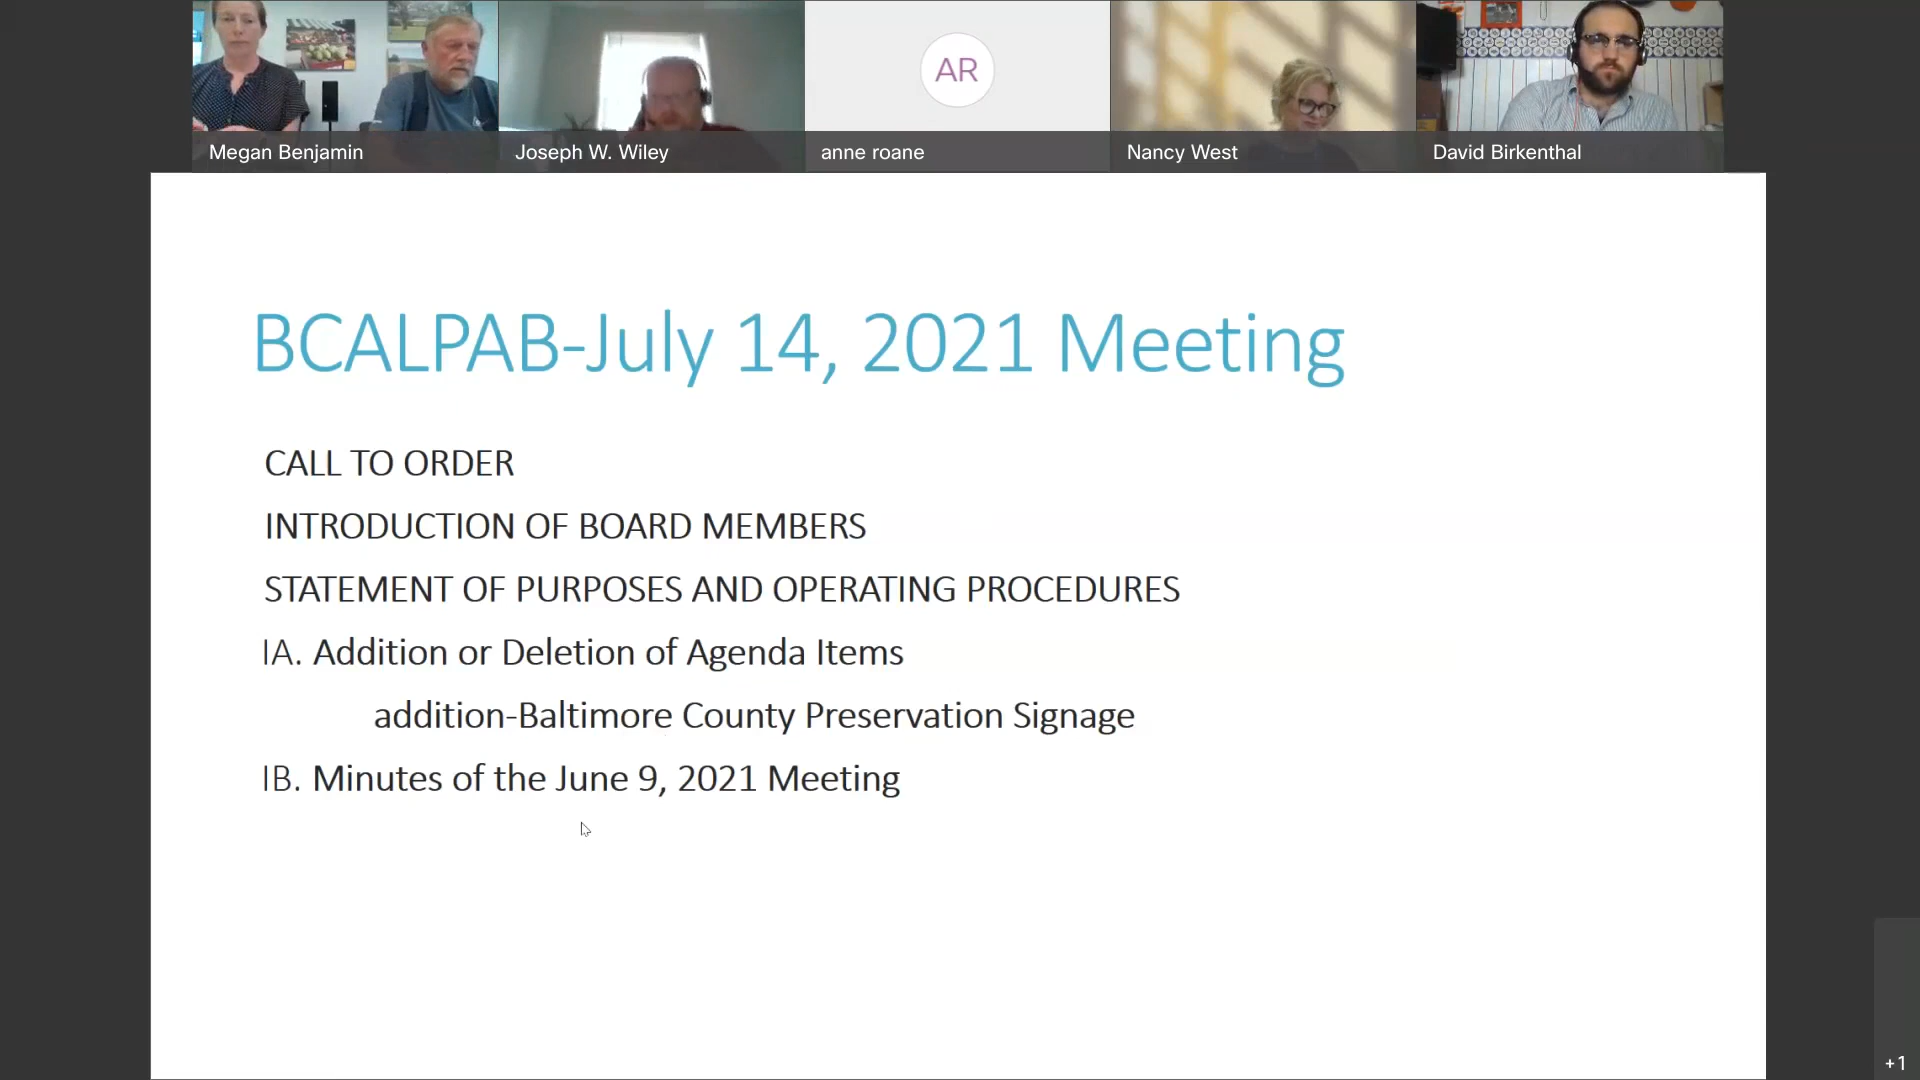 AR
Megan Benjamin
Joseph W. Wiley
anne roane
Nancy West
David Birkenthal
BCALPAB-July 14, 2021 Meeting
CALL TO ORDER
INTRODUCTION OF BOARD MEMBERS
STATEMENT OF PURPOSES AND OPERATING PROCEDURES
IA. Addition or Deletion of Agenda Items
addition-Baltimore County Preservation Signage
IB. Minutes of the June 9, 2021 Meeting
+1